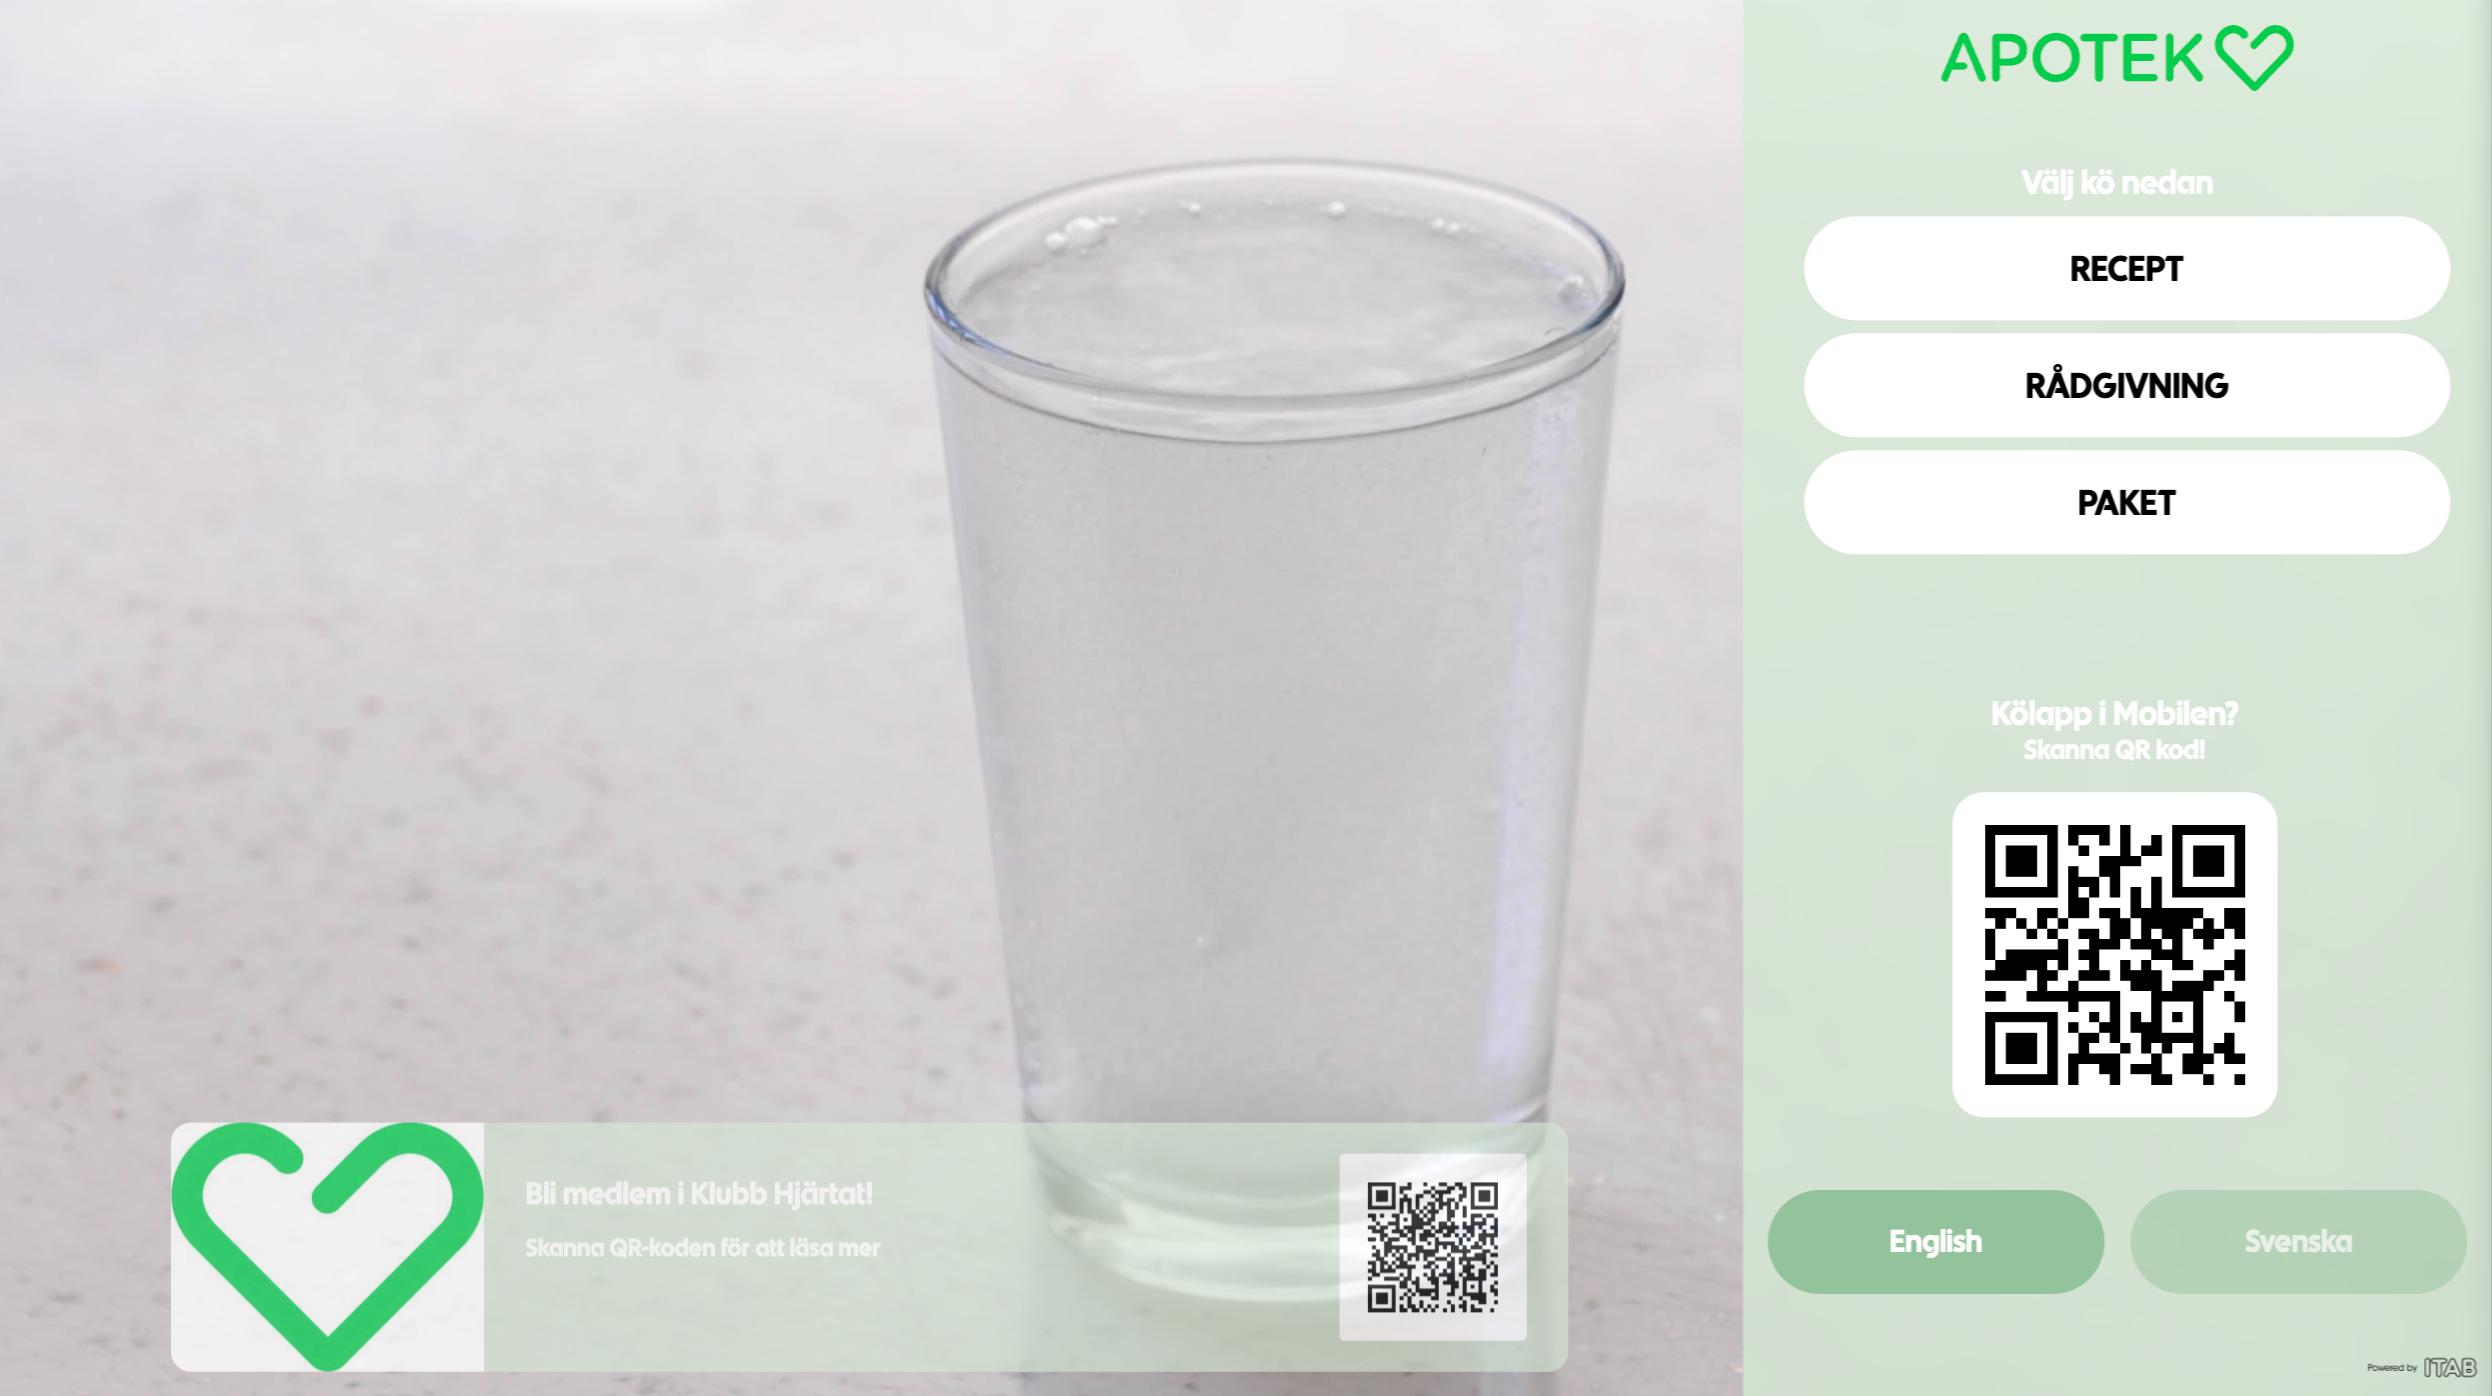 APOTEK
Välj kö nedan
RECEPT
RÅDGIVNING
PAKET
Kölapp i Mobilen?
Skanna QR kod!
English
Svenska
Powered by ITAB
Bli medlem i Klubb Hjärtat!
Skanna QR-koden för att läsa mer